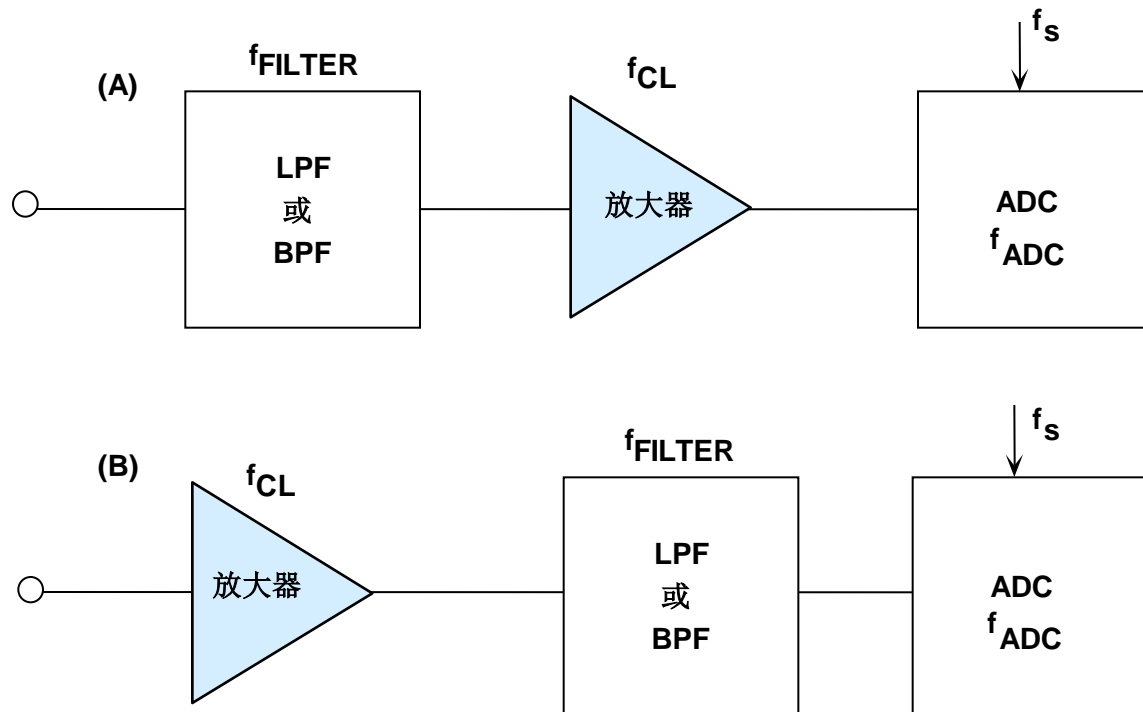 fs
fFILTER
fCL
(A)
LPF
或
BPF
放大器
ADC
fADC
fs
fFILTER
(B)
fCL
LPF
或
BPF
放大器
ADC
fADC